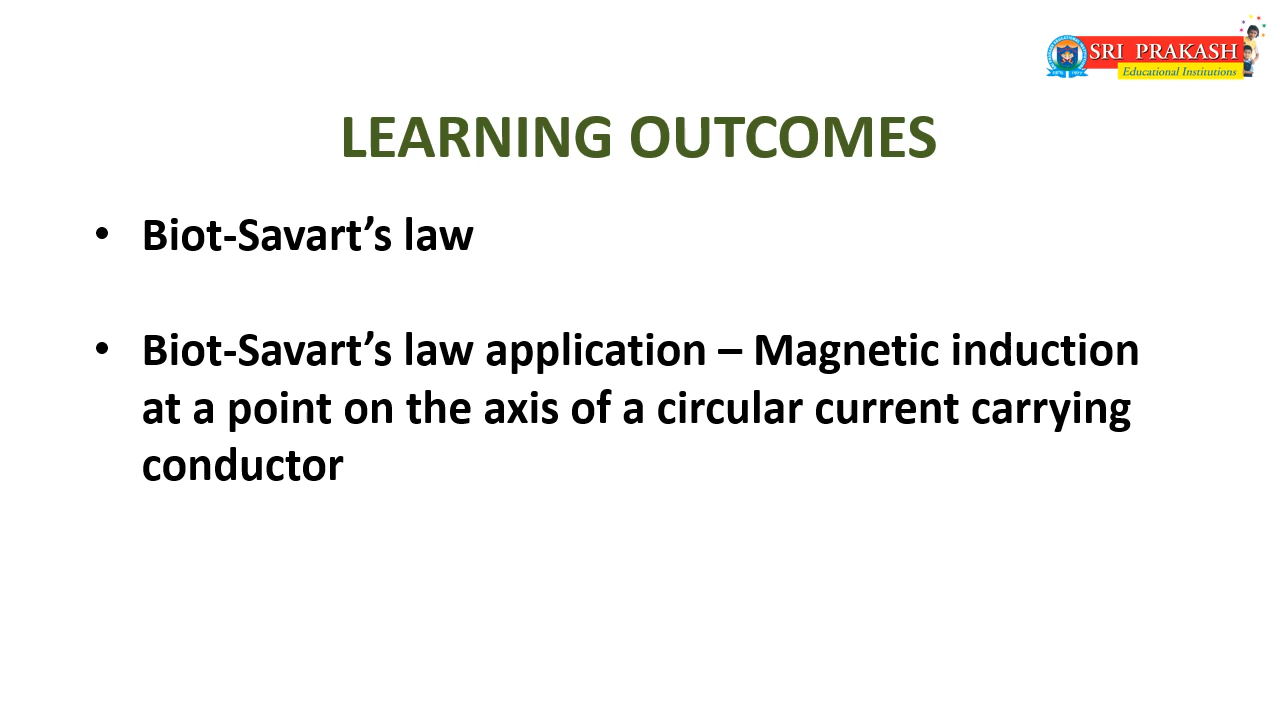 SRI PRAKASH
Educational Institutions
LEARNING OUTCOMES
• Biot-Savart’s law
• Biot-Savart’s law application – Magnetic induction
at a point on the axis of a circular current carrying
conductor